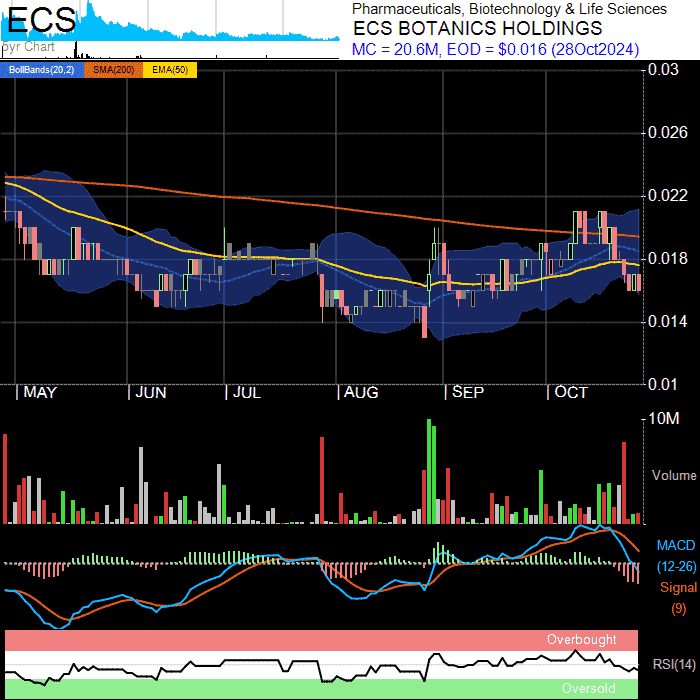 ECS
5yr Chart
Pharmaceuticals, Biotechnology & Life Sciences
ECS BOTANICS HOLDINGS
MC = 20.6M, EOD = $0.016 (28Oct2024)
BollBands(20,2) SMA(200) EMA(50)
0.03
0.026
0.022
0.018
0.014
0.01
MAY JUN JUL AUG SEP OCT
10M
Volume
MACD
(12-26)
Signal
(9)
Overbought
RSI(14)
Oversold